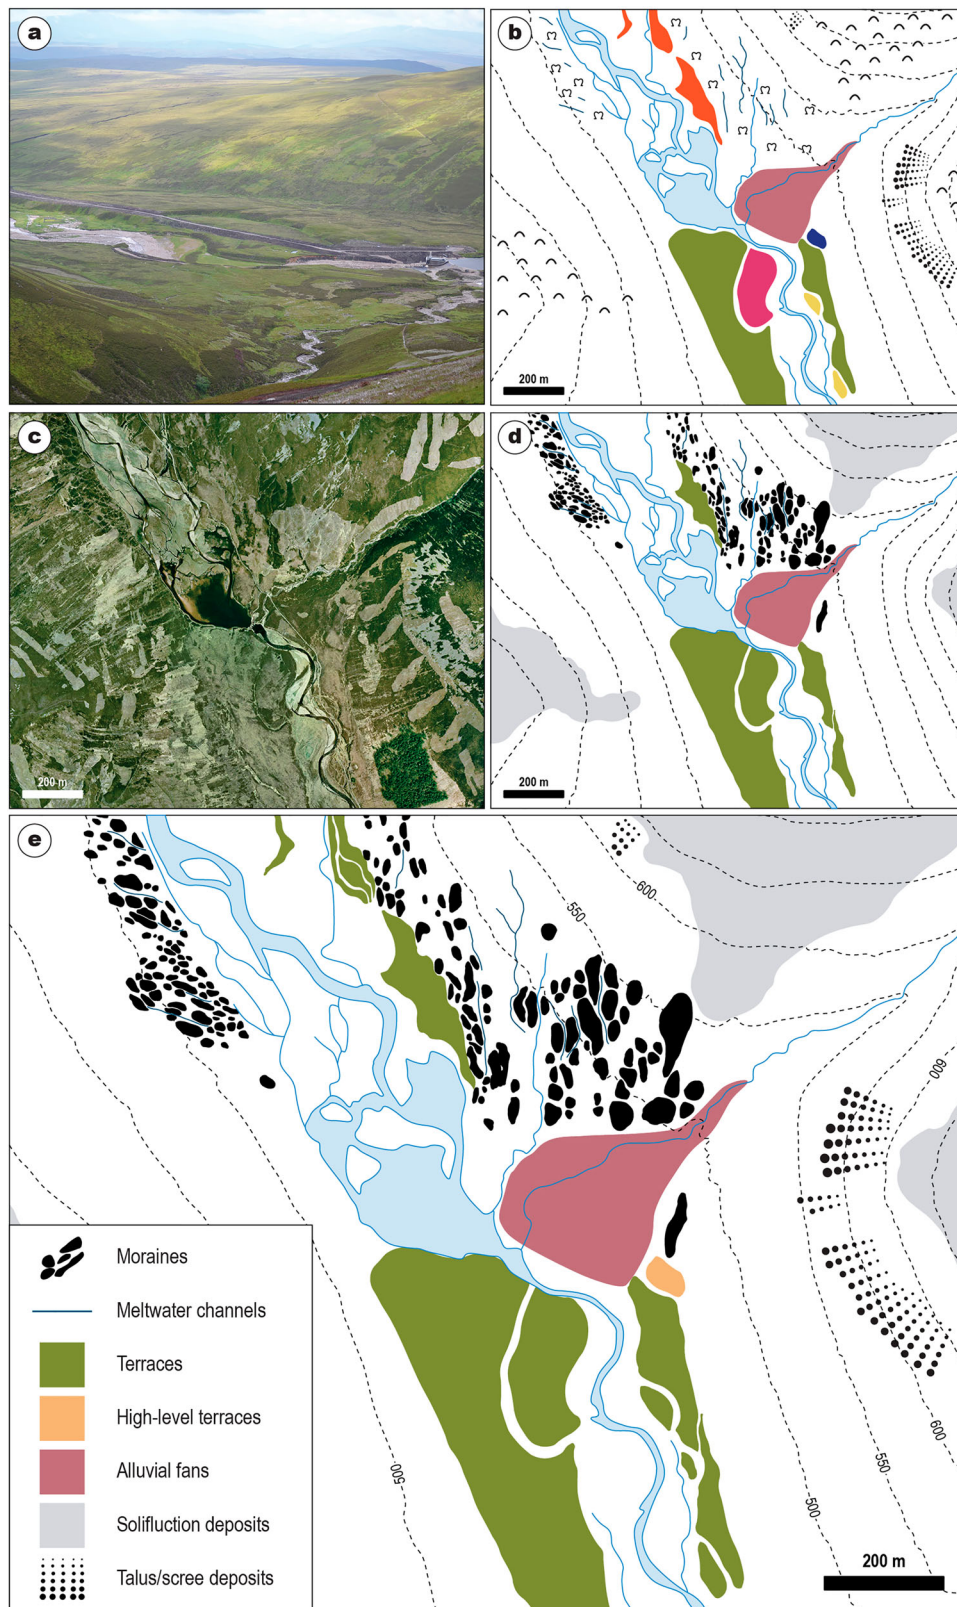 a
b
200 m
c
200 m
d
200 m
e
600
550
600
500
500
550
600
Moraines
Meltwater channels
Terraces
High-level terraces
Alluvial fans
Solifluction deposits
Talus/scree deposits
200 m